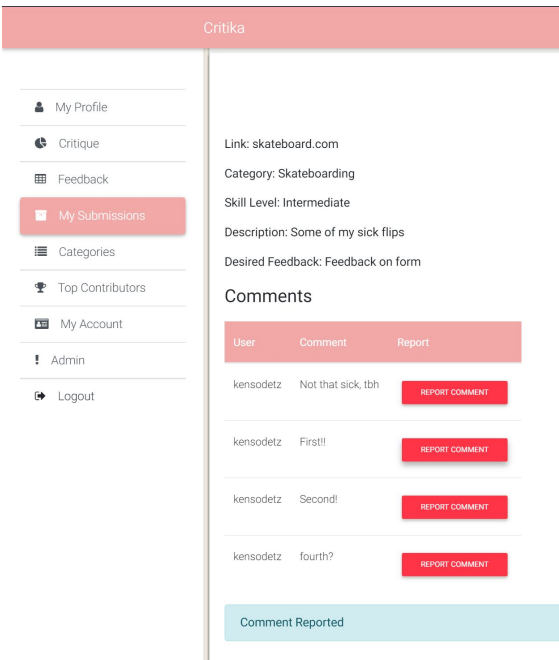 Critika
My Profile
Critique
Feedback
My Submissions
Categories
Top Contributors
My Account
Admin
Logout
Link: skateboard.com
Category: Skateboarding
Skill Level: Intermediate
Description: Some of my sick flips
Desired Feedback: Feedback on form
Comments
User Comment Report
kensodetz Not that sick, tbh REPORT COMMENT
kensodetz First!! REPORT COMMENT
kensodetz Second! REPORT COMMENT
kensodetz fourth? REPORT COMMENT
Comment Reported